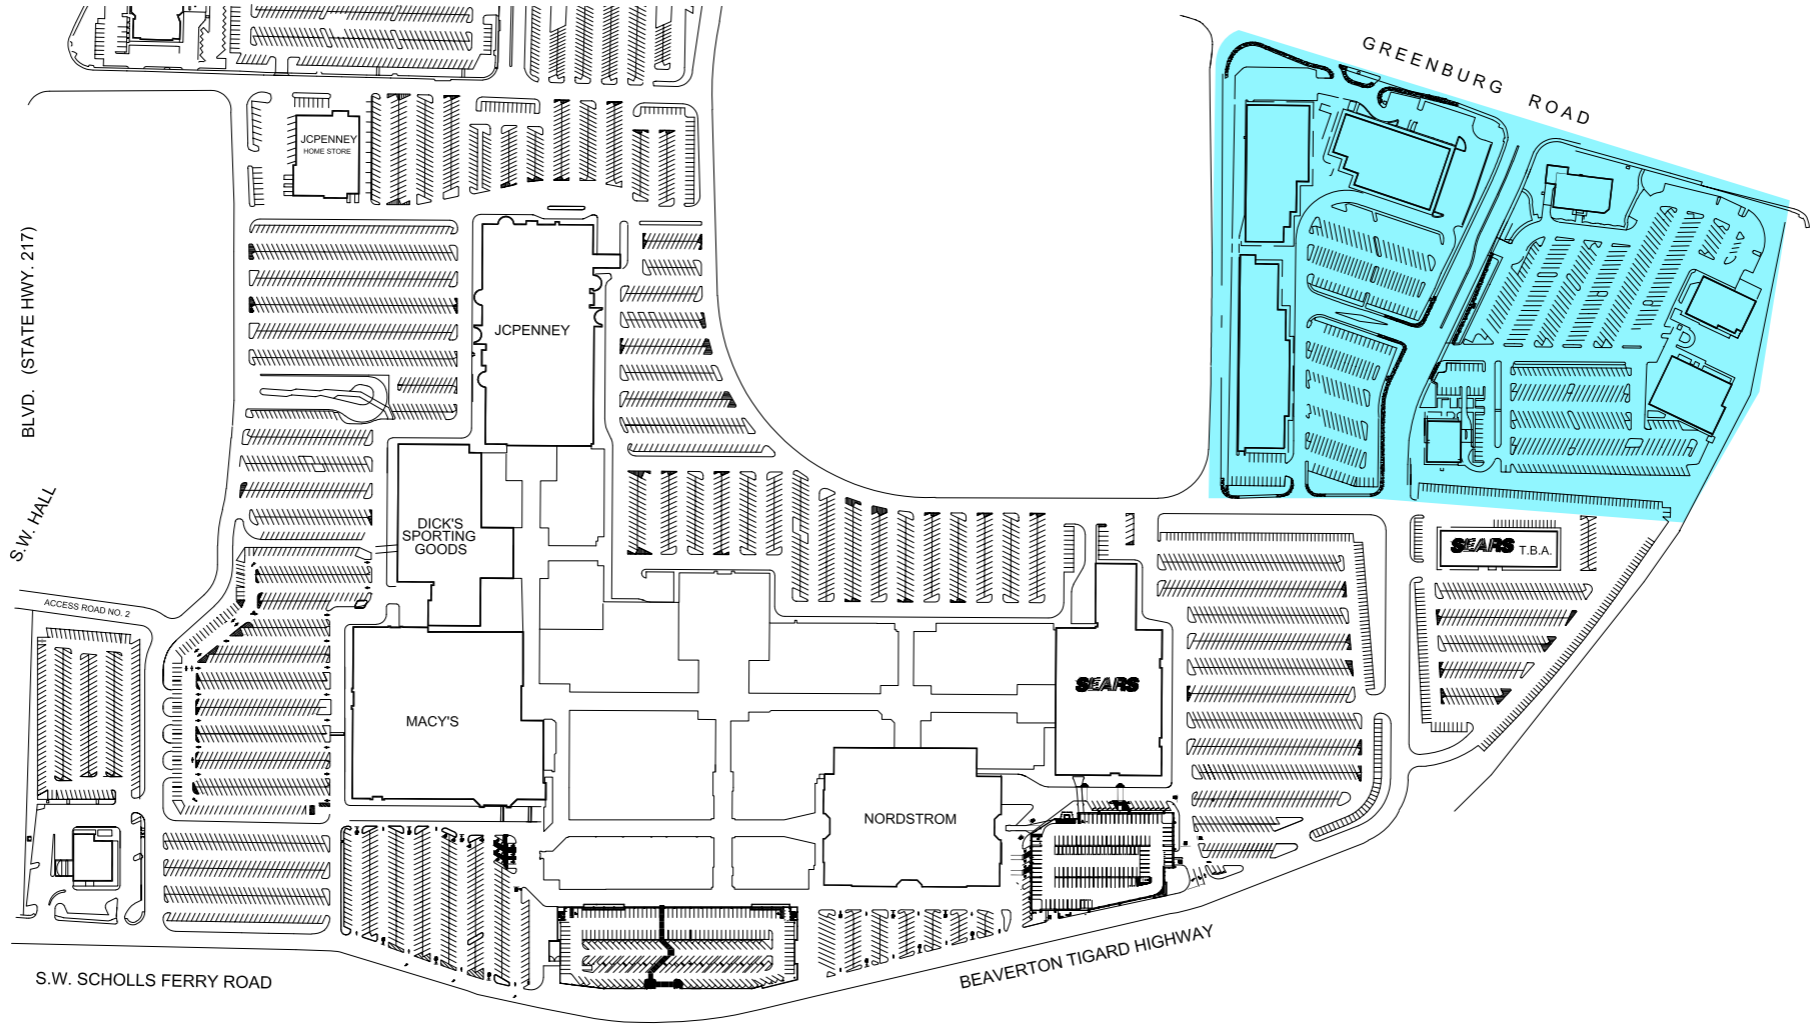 GREENBURG ROAD
JCPENNEY
HOME STORE
BLVD. (STATE HWY. 217)
S.W. HALL
JCPENNEY
DICK'S
SPORTING
GOODS
SEARS T.B.A.
ACCESS ROAD NO. 2
SEARS
MACY'S
NORDSTROM
BEAVERTON TIGARD HIGHWAY
S.W. SCHOLLS FERRY ROAD